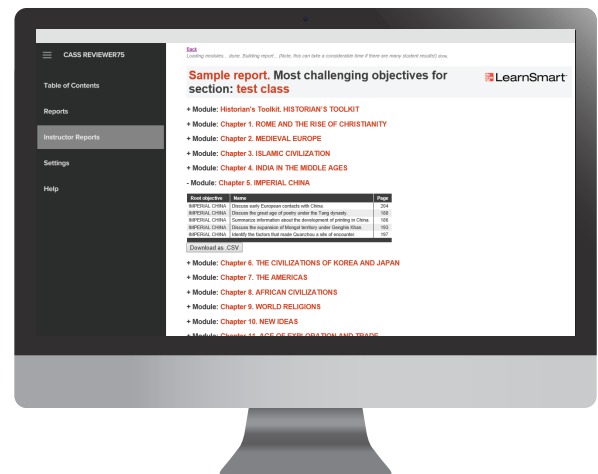 CASS REVIEWER75
Table of Contents
Reports
Instructor Reports
Settings
Help
Back
Loading modules... done. Building report... (Note, this can take a considerable time if there are many student results) done.
Sample report. Most challenging objectives for
section: test class
LearnSmart
+ Module: Historian's Toolkit. HISTORIAN'S TOOLKIT
+ Module: Chapter 1. ROME AND THE RISE OF CHRISTIANITY
+ Module: Chapter 2. MEDIEVAL EUROPE
+ Module: Chapter 3. ISLAMIC CIVILIZATION
+ Module: Chapter 4. INDIA IN THE MIDDLE AGES
- Module: Chapter 5. IMPERIAL CHINA
Root objective Name Page
IMPERIAL CHINA Discuss early European contacts with China. 204
IMPERIAL CHINA Discuss the great age of poetry under the Tang dynasty. 188
IMPERIAL CHINA Summarize information about the development of printing in China. 186
IMPERIAL CHINA Discuss the expansion of Mongol territory under Genghis Khan. 193
IMPERIAL CHINA Identify the factors that made Quanzhou a site of encounter. 197
Download as .CSV
+ Module: Chapter 6. THE CIVILIZATIONS OF KOREA AND JAPAN
+ Module: Chapter 7. THE AMERICAS
+ Module: Chapter 8. AFRICAN CIVILIZATIONS
+ Module: Chapter 9. WORLD RELIGIONS
+ Module: Chapter 10. NEW IDEAS
+ Module: Chapter 11. AGE OF EXPLORATION AND TRADE